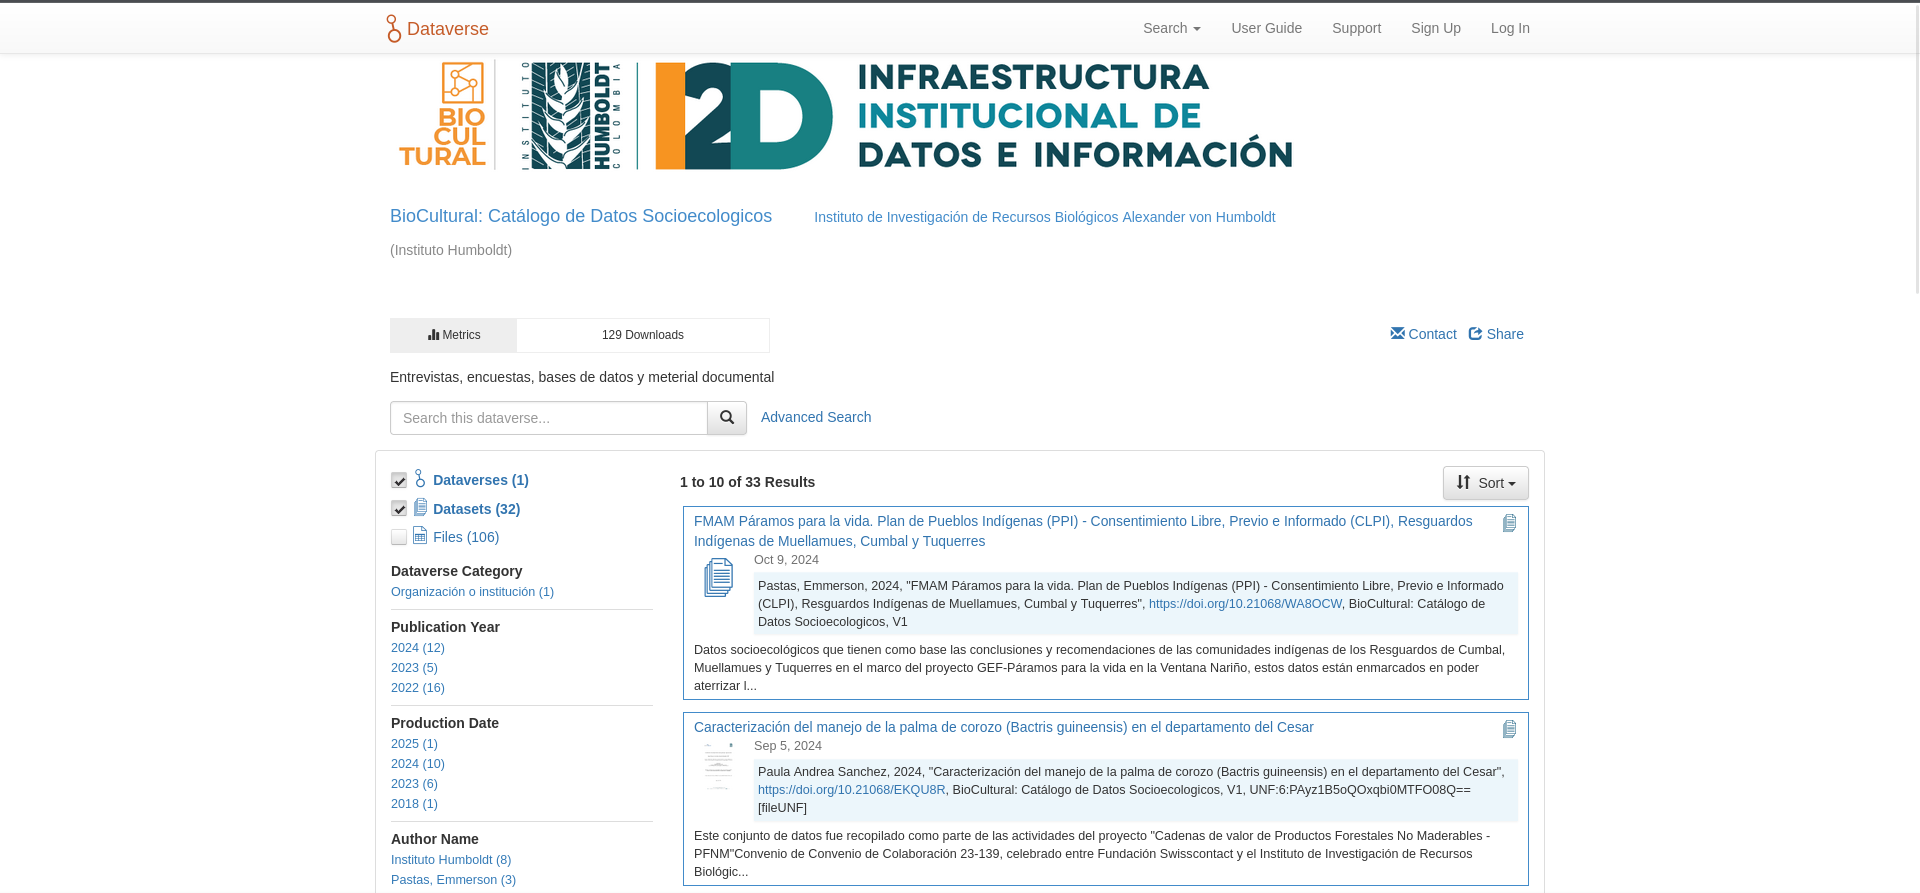 Dataverse
Search
User Guide
Support
Sign Up
Log In
BIO
CUL
TURAL
INSTITUTO
HUMBOLDT
COLOMBIA
I2D
INFRAESTRUCTURA
INSTITUCIONAL DE
DATOS E INFORMACIÓN
BioCultural: Catálogo de Datos Socioecologicos
Instituto de Investigación de Recursos Biológicos Alexander von Humboldt
(Instituto Humboldt)
Metrics
129 Downloads
Contact
Share
Entrevistas, encuestas, bases de datos y meterial documental
Search this dataverse...
Advanced Search
Dataverses (1)
Datasets (32)
Files (106)
Dataverse Category
Organización o institución (1)
Publication Year
2024 (12)
2023 (5)
2022 (16)
Production Date
2025 (1)
2024 (10)
2023 (6)
2018 (1)
Author Name
Instituto Humboldt (8)
Pastas, Emmerson (3)
1 to 10 of 33 Results
Sort
FMAM Páramos para la vida. Plan de Pueblos Indígenas (PPI) - Consentimiento Libre, Previo e Informado (CLPI), Resguardos
Indígenas de Muellamues, Cumbal y Tuquerres
Oct 9, 2024
Pastas, Emmerson, 2024, "FMAM Páramos para la vida. Plan de Pueblos Indígenas (PPI) - Consentimiento Libre, Previo e Informado
(CLPI), Resguardos Indígenas de Muellamues, Cumbal y Tuquerres", https://doi.org/10.21068/WA8OCW, BioCultural: Catálogo de
Datos Socioecologicos, V1
Datos socioecológicos que tienen como base las conclusiones y recomendaciones de las comunidades indígenas de los Resguardos de Cumbal,
Muellamues y Tuquerres en el marco del proyecto GEF-Páramos para la vida en la Ventana Nariño, estos datos están enmarcados en poder
aterrizar l...
Caracterización del manejo de la palma de corozo (Bactris guineensis) en el departamento del Cesar
Sep 5, 2024
Paula Andrea Sanchez, 2024, "Caracterización del manejo de la palma de corozo (Bactris guineensis) en el departamento del Cesar",
https://doi.org/10.21068/EKQU8R, BioCultural: Catálogo de Datos Socioecologicos, V1, UNF:6:PAyz1B5oQOxqbi0MTFO08Q==
[fileUNF]
Este conjunto de datos fue recopilado como parte de las actividades del proyecto "Cadenas de valor de Productos Forestales No Maderables -
PFNM"Convenio de Convenio de Colaboración 23-139, celebrado entre Fundación Swisscontact y el Instituto de Investigación de Recursos
Biológic...